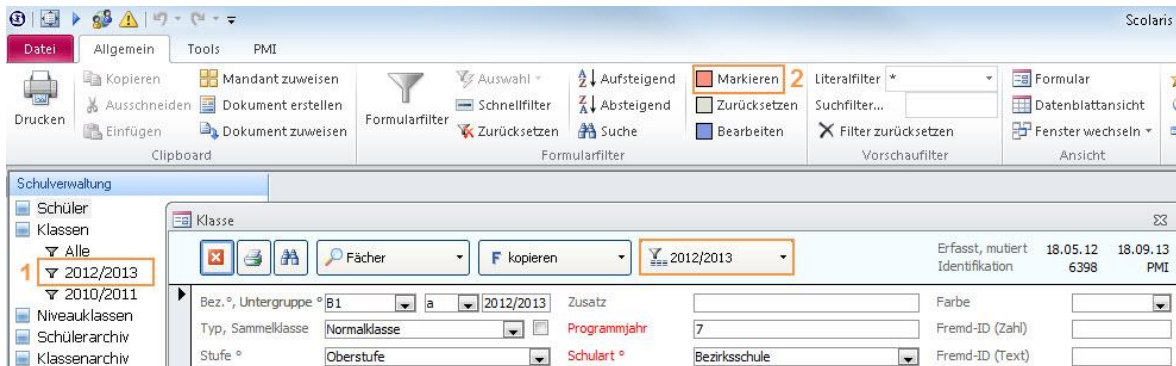 Scolaris
Datei Allgemein Tools PMI
Drucken
Kopieren
Ausschneiden
Einfügen
Mandant zuweisen
Dokument erstellen
Dokument zuweisen
Clipboard
Formularfilter
Auswahl
Schnellfilter
Zurücksetzen
Aufsteigend
Absteigend
Suche
Markieren 2
Zurücksetzen
Bearbeiten
Formularfilter
Literalfilter *
Suchfilter...
Filter zurücksetzen
Vorschaufilter
Formular
Datenblattansicht
Fenster wechseln
Ansicht
Schulverwaltung
Schüler
Klassen
Alle
1 2012/2013
2010/2011
Niveauklassen
Schülerarchiv
Klassenarchiv
Klasse
Fächer F kopieren 2012/2013
Erfasst, mutiert 18.05.12 18.09.13
Identifikation 6398 PMI
Bez.°, Untergruppe ° B1 a 2012/2013 Zusatz Farbe
Typ, Sammelklasse Normalklasse Programmjahr 7 Fremd-ID (Zahl)
Stufe ° Oberstufe Schulart ° Bezirksschule Fremd-ID (Text)